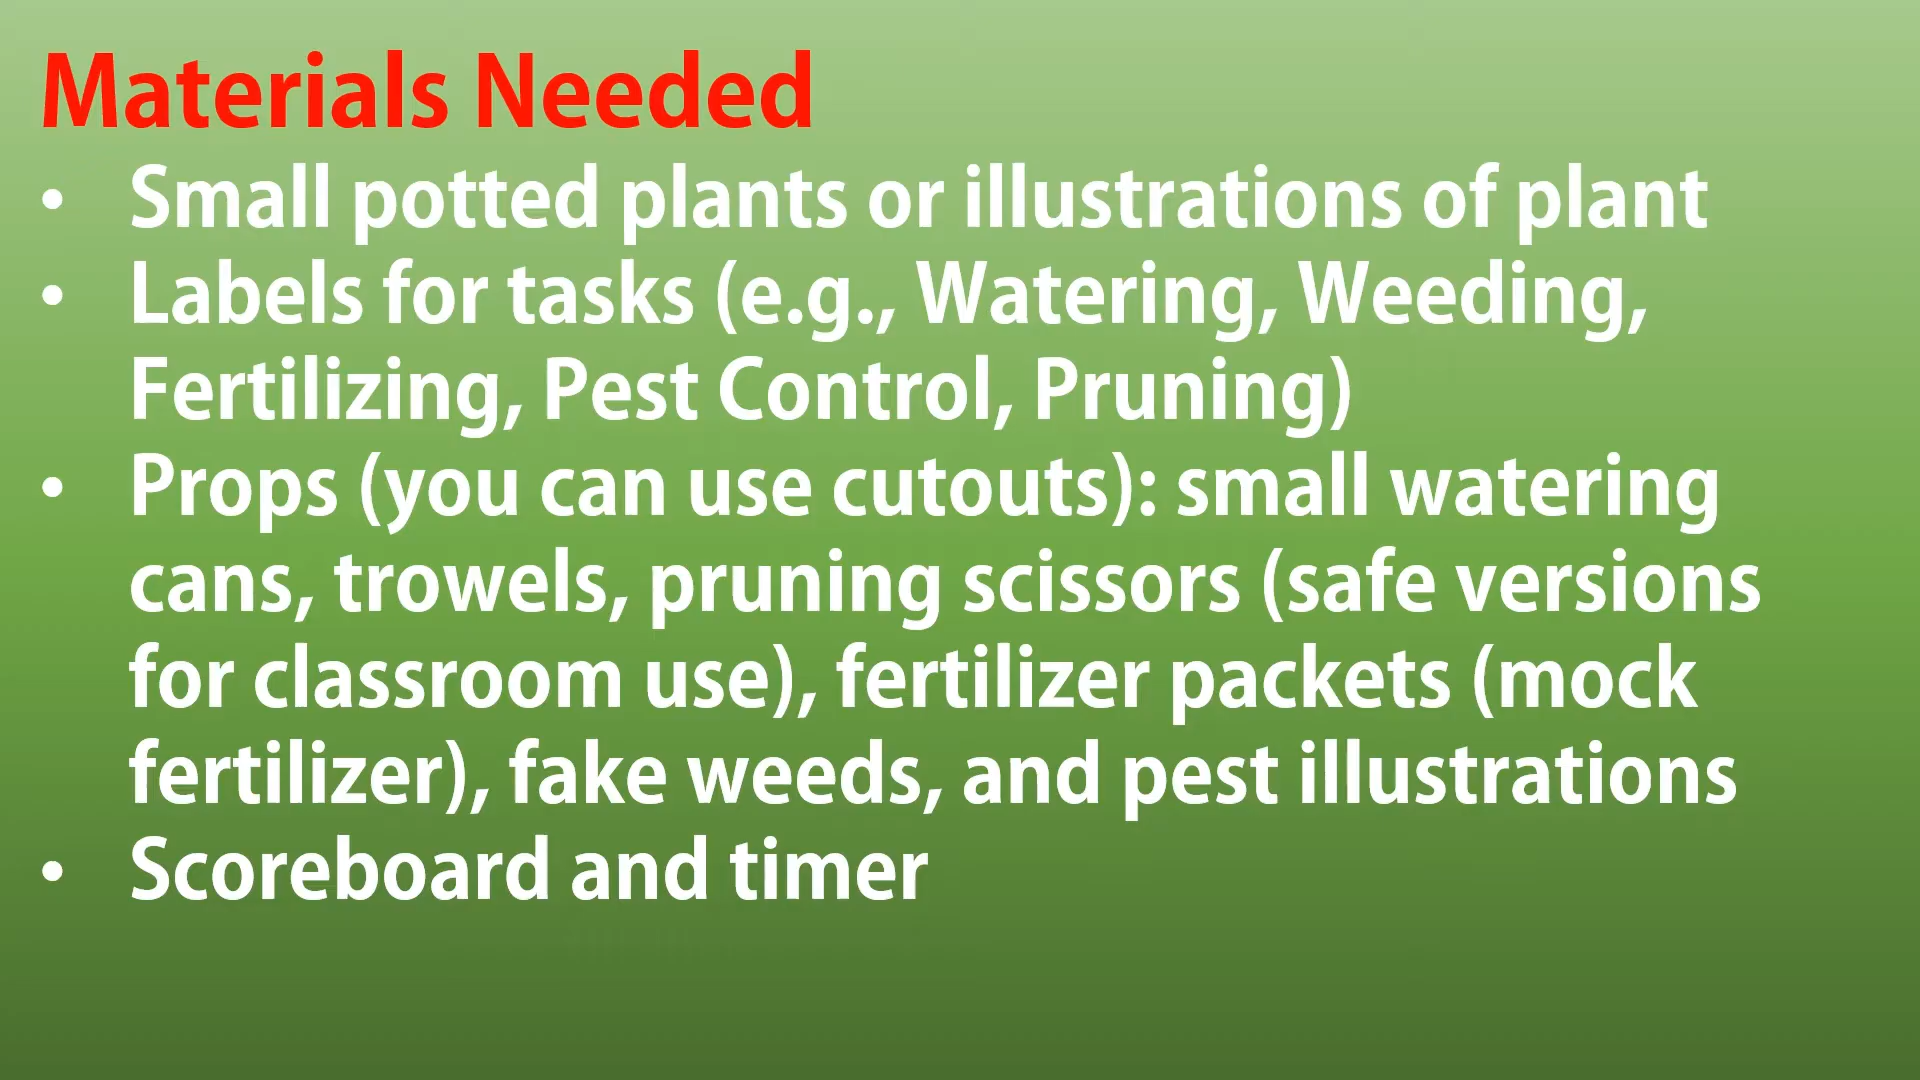 Materials Needed
• Small potted plants or illustrations of plant
• Labels for tasks (e.g., Watering, Weeding,
Fertilizing, Pest Control, Pruning)
• Props (you can use cutouts): small watering
cans, trowels, pruning scissors (safe versions
for classroom use), fertilizer packets (mock
fertilizer), fake weeds, and pest illustrations
• Scoreboard and timer